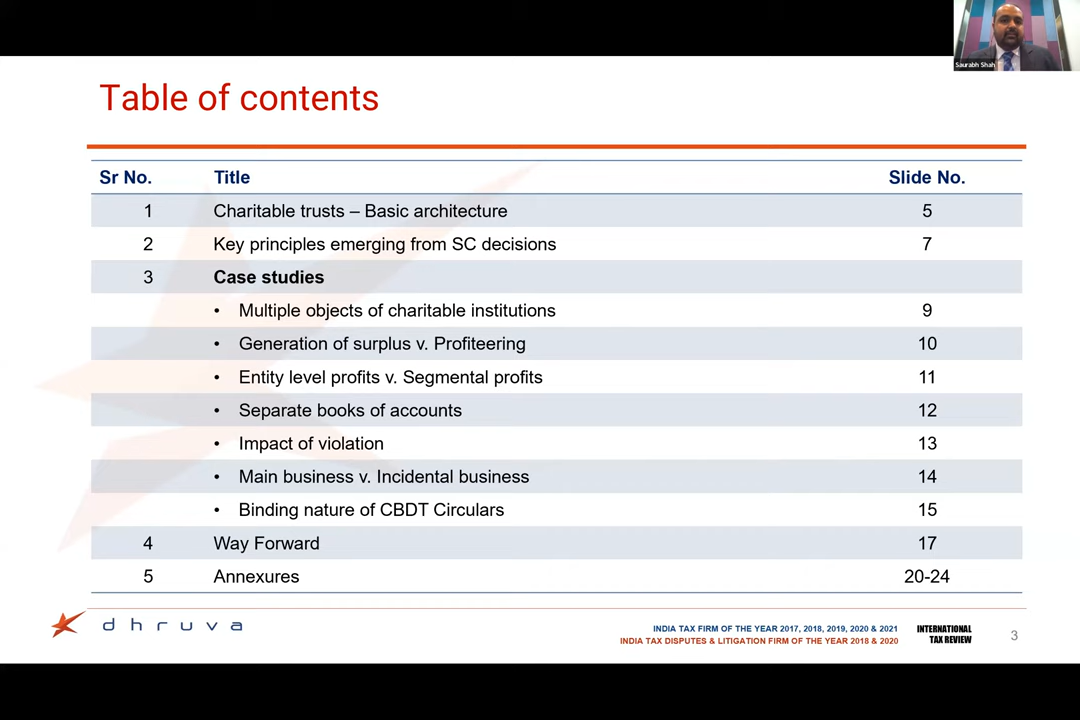 Saurabh Shah
Table of contents
Sr No. Title Slide No.
1 Charitable trusts – Basic architecture 5
2 Key principles emerging from SC decisions 7
3 Case studies
• Multiple objects of charitable institutions 9
• Generation of surplus v. Profiteering 10
• Entity level profits v. Segmental profits 11
• Separate books of accounts 12
• Impact of violation 13
• Main business v. Incidental business 14
• Binding nature of CBDT Circulars 15
4 Way Forward 17
5 Annexures 20-24
dhruva
INDIA TAX FIRM OF THE YEAR 2017, 2018, 2019, 2020 & 2021
INDIA TAX DISPUTES & LITIGATION FIRM OF THE YEAR 2018 & 2020
INTERNATIONAL
TAX REVIEW
3